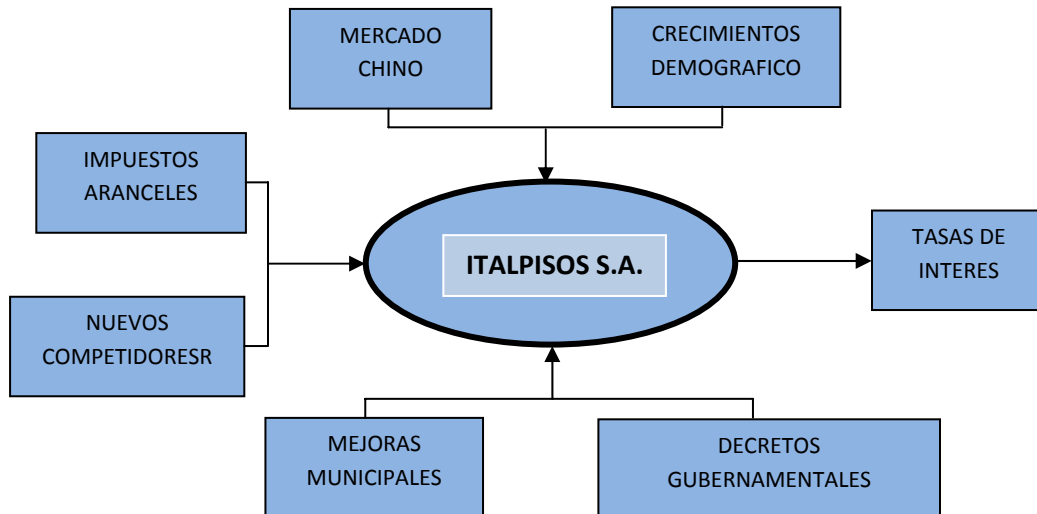 MERCADO
CHINO
CRECIMIENTOS
DEMOGRAFICO
IMPUESTOS
ARANCELES
ITALPISOS S.A.
TASAS DE
INTERES
NUEVOS
COMPETIDORESR
MEJORAS
MUNICIPALES
DECRETOS
GUBERNAMENTALES